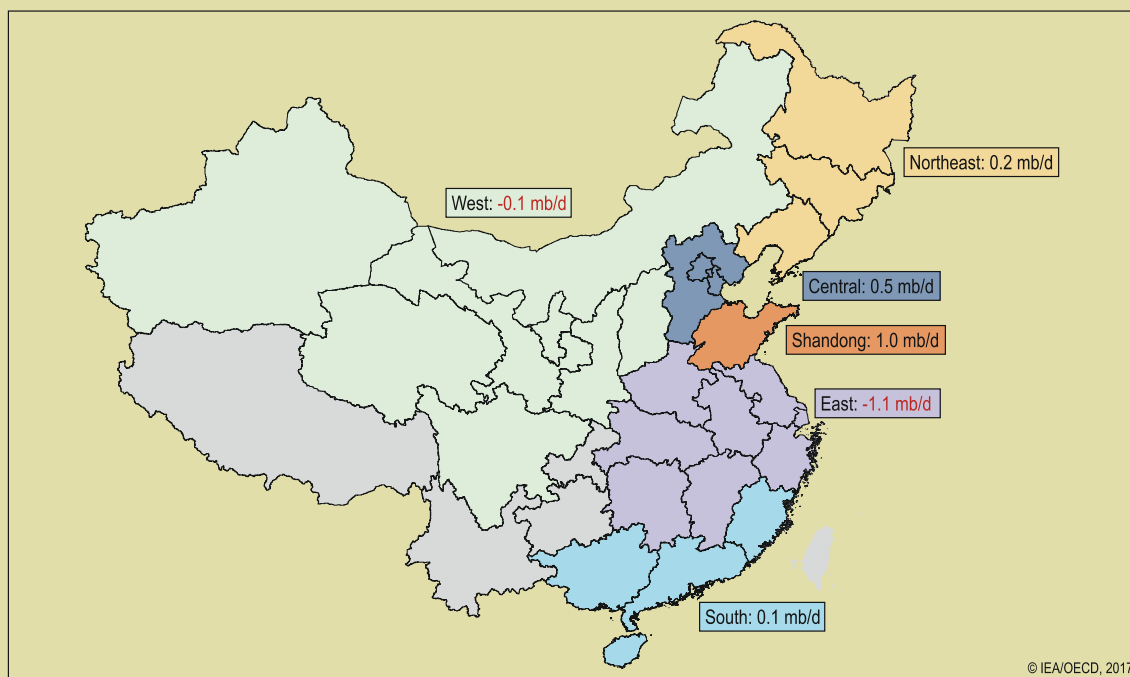 Northeast: 0.2 mb/d
West: -0.1 mb/d
Central: 0.5 mb/d
Shandong: 1.0 mb/d
East: -1.1 mb/d
South: 0.1 mb/d
© IEA/OECD, 2017